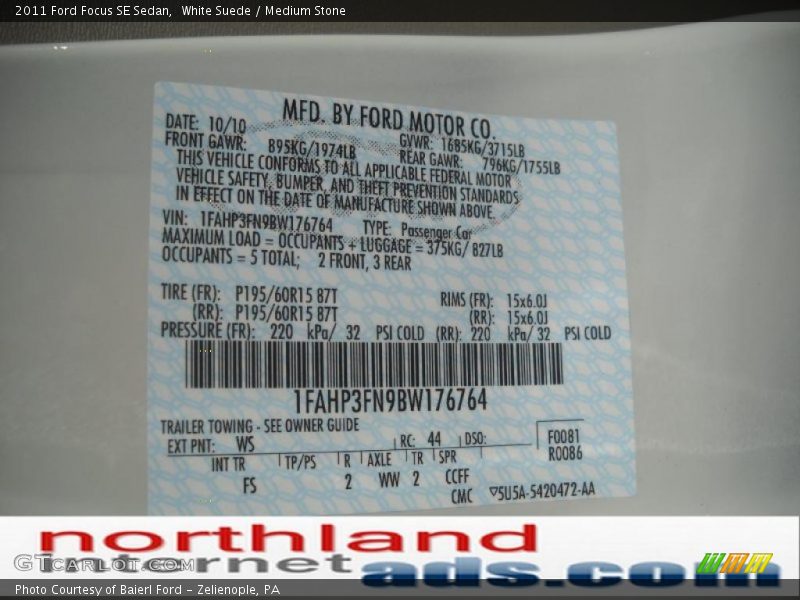 2011 Ford Focus SE Sedan,  White Suede / Medium Stone
MFD. BY FORD MOTOR CO.
DATE: 10/10
GVWR: 1685KG/3715LB
FRONT GAWR: 895KG/1974LB
REAR GAWR: 796KG/1755LB
THIS VEHICLE CONFORMS TO ALL APPLICABLE FEDERAL MOTOR
VEHICLE SAFETY, BUMPER, AND THEFT PREVENTION STANDARDS
IN EFFECT ON THE DATE OF MANUFACTURE SHOWN ABOVE.
VIN: 1FAHP3FN9BW176764 TYPE: Passenger Car
MAXIMUM LOAD = OCCUPANTS + LUGGAGE = 375KG/ 827LB
OCCUPANTS = 5 TOTAL; 2 FRONT, 3 REAR
TIRE (FR): P195/60R15 87T RIMS (FR): 15x6.0J
(RR): P195/60R15 87T (RR): 15x6.0J
PRESSURE (FR): 220 kPa/ 32 PSI COLD (RR): 220 kPa/ 32 PSI COLD
1FAHP3FN9BW176764
TRAILER TOWING - SEE OWNER GUIDE
EXT PNT: WS RC: 44 DSO: F0081
R0086
INT TR TP/PS R AXLE TR SPR
FS 2 WW 2 CCFF
CMC ▽5U5A-5420472-AA
northland
internet
ads.com
GTCARLOT.COM
Photo Courtesy of Baierl Ford – Zelienople, PA